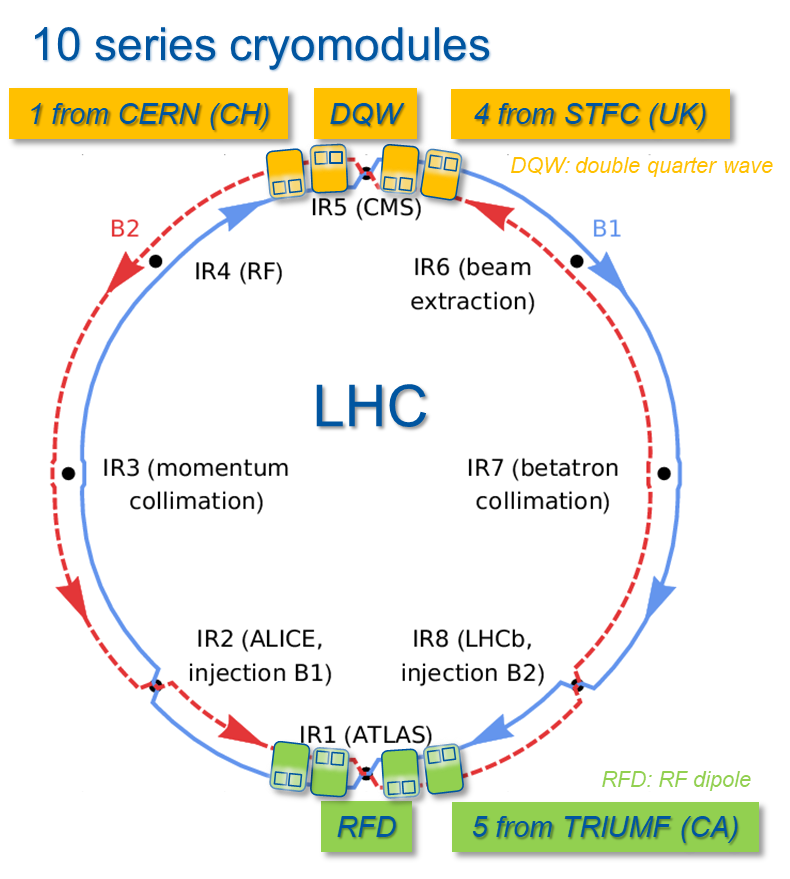 10 series cryomodules
1 from CERN (CH)
DQW
4 from STFC (UK)
DQW: double quarter wave
IR5 (CMS)
B2
B1
IR4 (RF)
IR6 (beam
extraction)
LHC
IR3 (momentum
collimation)
IR7 (betatron
collimation)
IR2 (ALICE,
injection B1)
IR8 (LHCb,
injection B2)
IR1 (ATLAS)
RFD: RF dipole
RFD
5 from TRIUMF (CA)